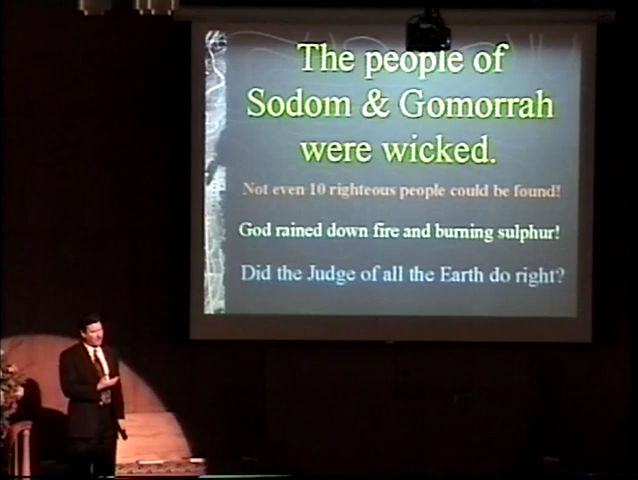 The people of
Sodom & Gomorrah
were wicked.
Not even 10 righteous people could be found!
God rained down fire and burning sulphur!
Did the Judge of all the Earth do right?